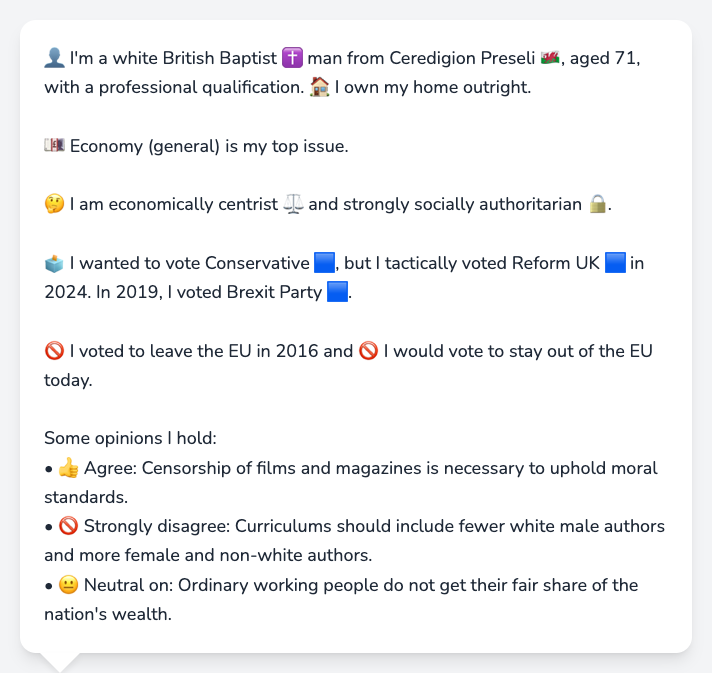 👤 I'm a white British Baptist ✝️ man from Ceredigion Preseli 🏴󠁧󠁢󠁷󠁬󠁳󠁿, aged 71,
with a professional qualification. 🏠 I own my home outright.
💷 Economy (general) is my top issue.
🤔 I am economically centrist ⚖️ and strongly socially authoritarian 🔒.
🗳️ I wanted to vote Conservative 🟦, but I tactically voted Reform UK 🟦 in
2024. In 2019, I voted Brexit Party 🟦.
🚫 I voted to leave the EU in 2016 and 🚫 I would vote to stay out of the EU
today.
Some opinions I hold:
• 👍 Agree: Censorship of films and magazines is necessary to uphold moral
standards.
• 🚫 Strongly disagree: Curriculums should include fewer white male authors
and more female and non-white authors.
• 😐 Neutral on: Ordinary working people do not get their fair share of the
nation's wealth.